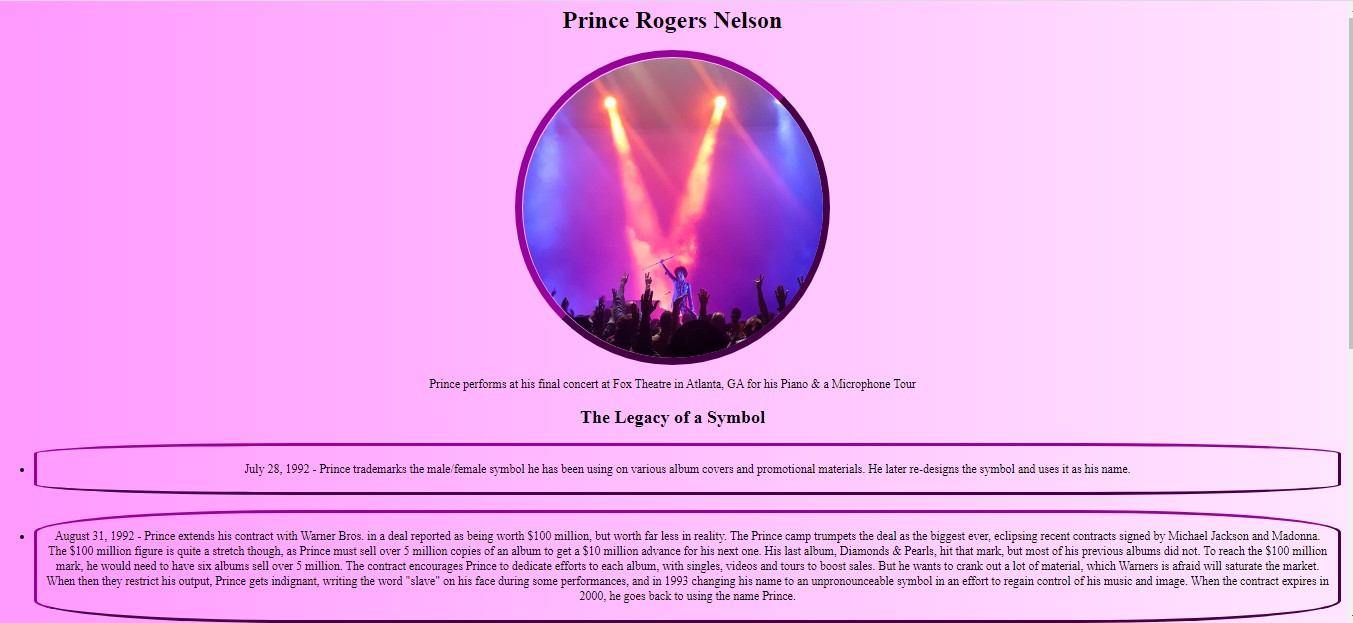 Prince Rogers Nelson
Prince performs at his final concert at Fox Theatre in Atlanta, GA for his Piano & a Microphone Tour
The Legacy of a Symbol
July 28, 1992 - Prince trademarks the male/female symbol he has been using on various album covers and promotional materials. He later re-designs the symbol and uses it as his name.
August 31, 1992 - Prince extends his contract with Warner Bros. in a deal reported as being worth $100 million, but worth far less in reality. The Prince camp trumpets the deal as the biggest ever, eclipsing recent contracts signed by Michael Jackson and Madonna.
The $100 million figure is quite a stretch though, as Prince must sell over 5 million copies of an album to get a $10 million advance for his next one. His last album, Diamonds & Pearls, hit that mark, but most of his previous albums did not. To reach the $100 million
mark, he would need to have six albums sell over 5 million. The contract encourages Prince to dedicate efforts to each album, with singles, videos and tours to boost sales. But he wants to crank out a lot of material, which Warners is afraid will saturate the market.
When then they restrict his output, Prince gets indignant, writing the word "slave" on his face during some performances, and in 1993 changing his name to an unpronounceable symbol in an effort to regain control of his music and image. When the contract expires in
2000, he goes back to using the name Prince.